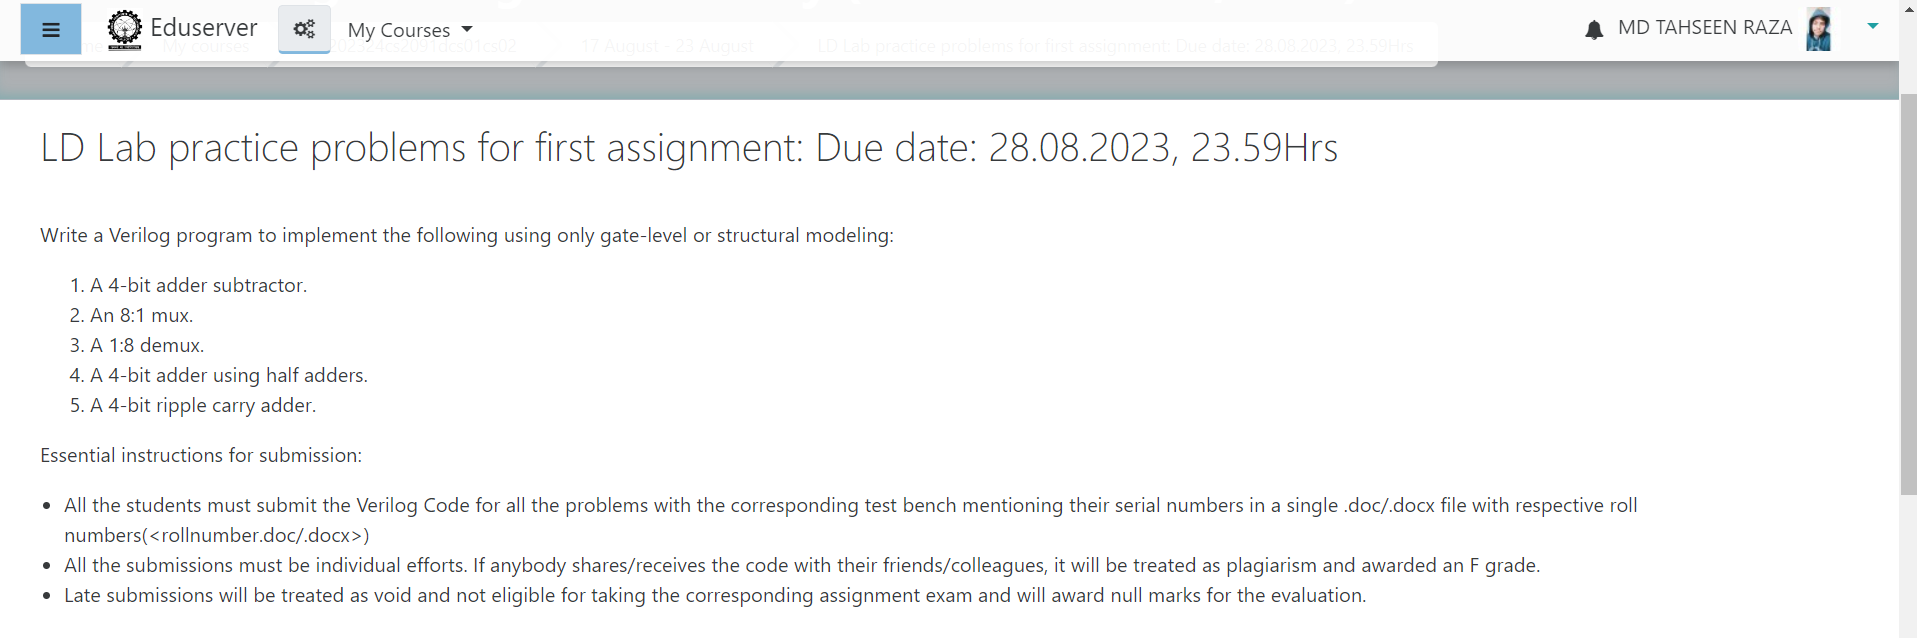 Eduserver
My Courses
MD TAHSEEN RAZA
me
My courses
202324cs2091dcs01cs02
17 August - 23 August
LD Lab practice problems for first assignment: Due date: 28.08.2023, 23.59Hrs
LD Lab practice problems for first assignment: Due date: 28.08.2023, 23.59Hrs
Write a Verilog program to implement the following using only gate-level or structural modeling:
1. A 4-bit adder subtractor.
2. An 8:1 mux.
3. A 1:8 demux.
4. A 4-bit adder using half adders.
5. A 4-bit ripple carry adder.
Essential instructions for submission:
• All the students must submit the Verilog Code for all the problems with the corresponding test bench mentioning their serial numbers in a single .doc/.docx file with respective roll
numbers(<rollnumber.doc/.docx>)
• All the submissions must be individual efforts. If anybody shares/receives the code with their friends/colleagues, it will be treated as plagiarism and awarded an F grade.
• Late submissions will be treated as void and not eligible for taking the corresponding assignment exam and will award null marks for the evaluation.